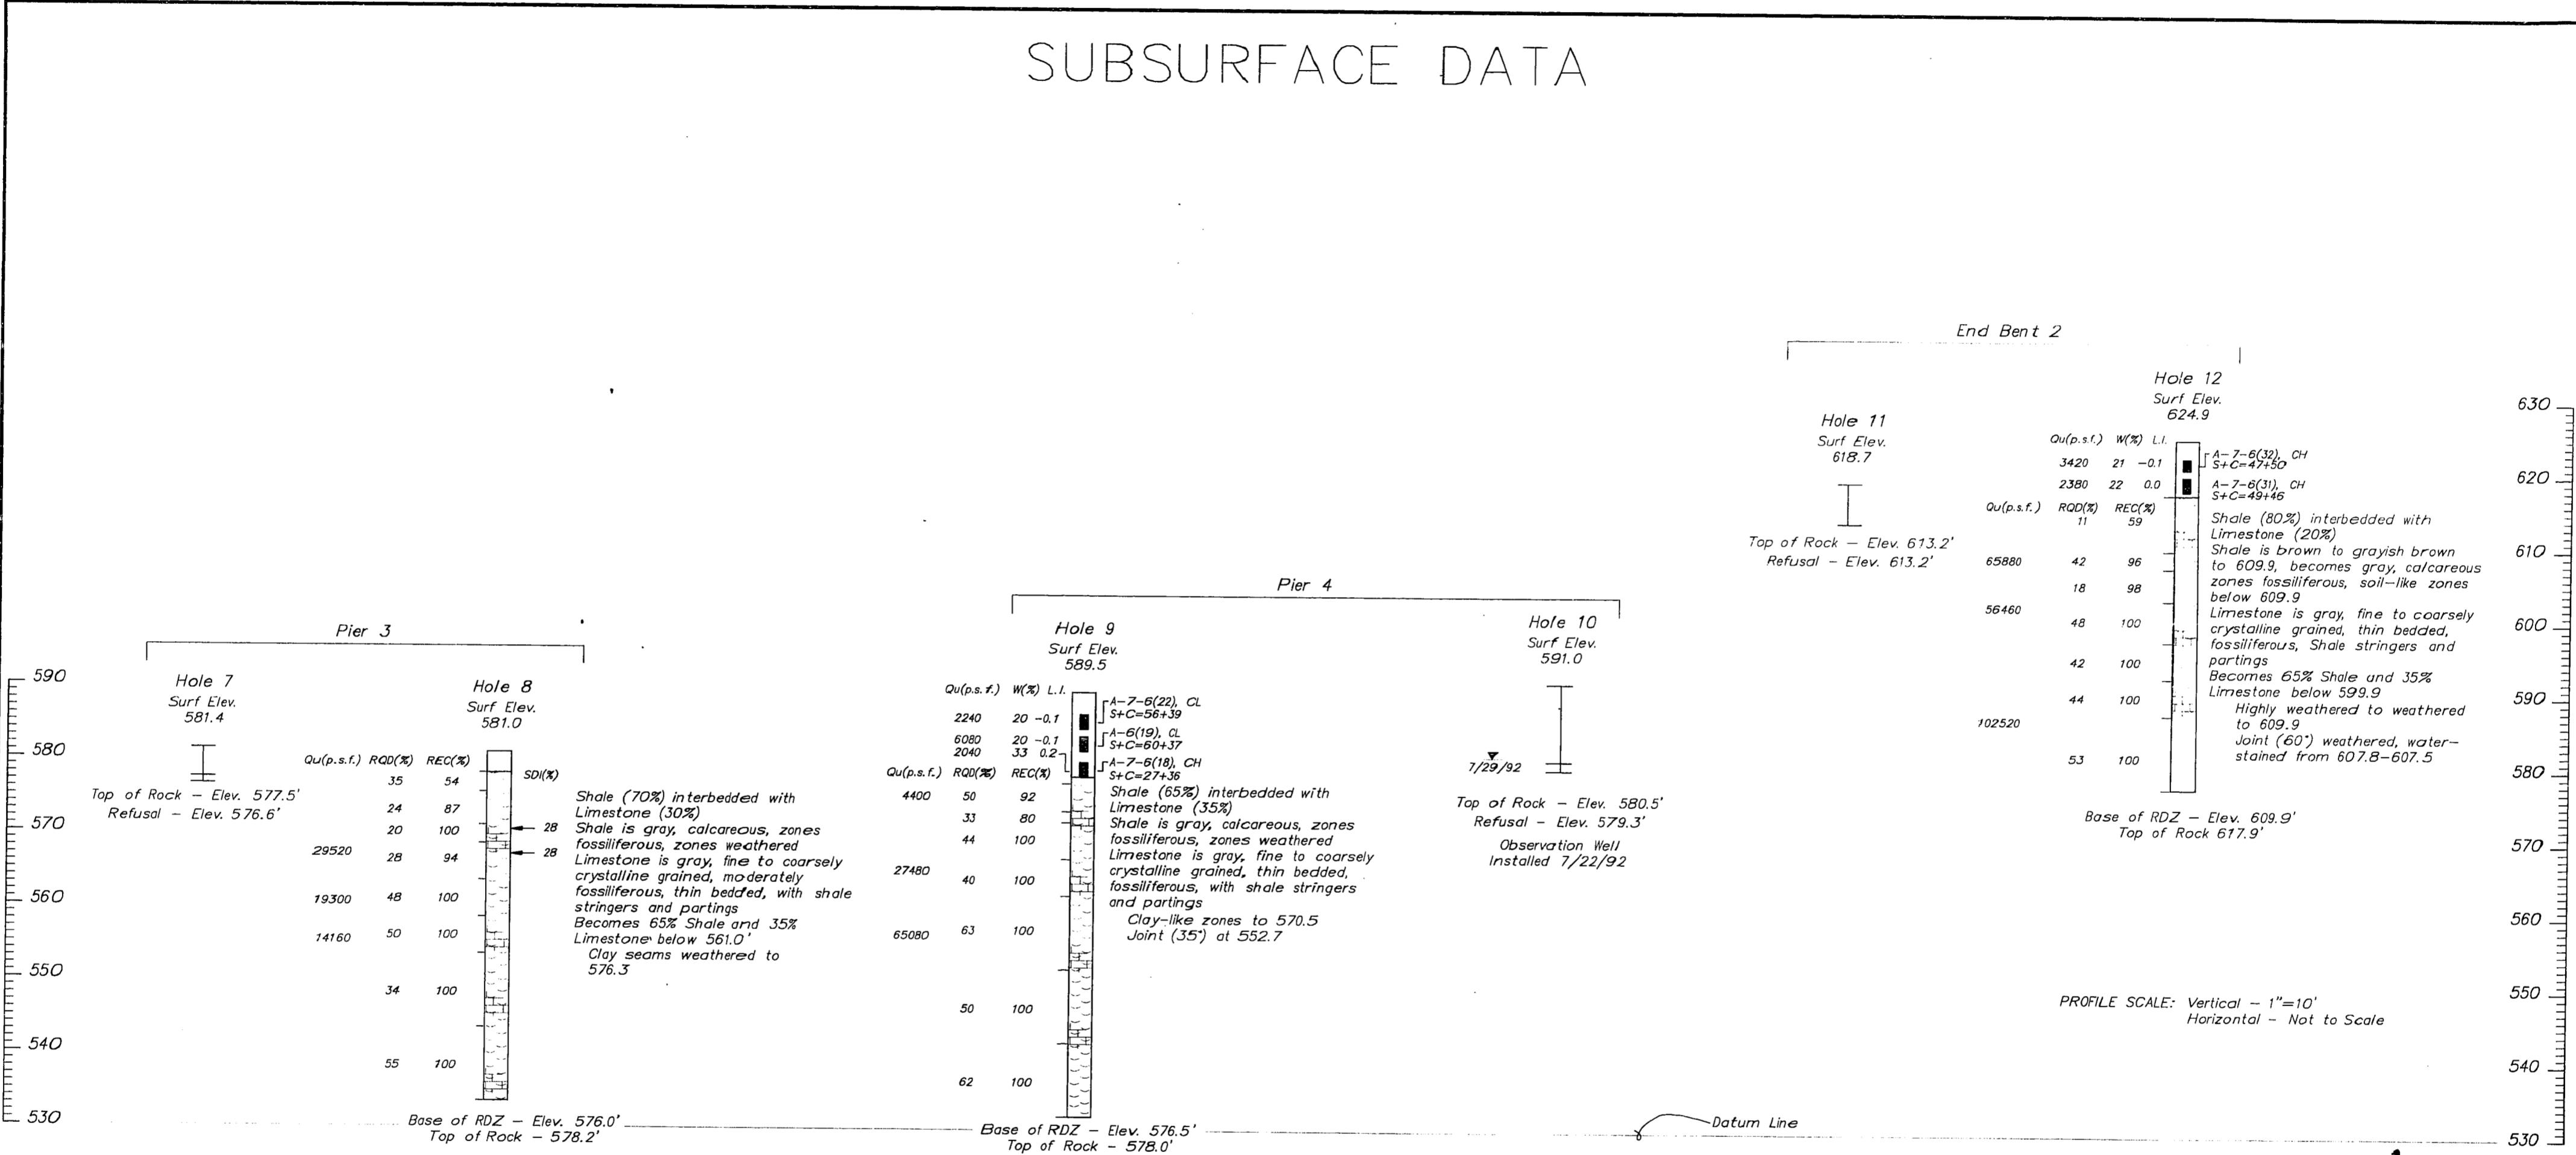 SUBSURFACE DATA
590
580
570
560
550
540
530
Pier 3
Hole 7
Surf Elev.
581.4
Top of Rock – Elev. 577.5'
Refusal – Elev. 576.6'
Hole 8
Surf Elev.
581.0
Qu(p.s.f.) RQD(%) REC(%)
SDI(%)
35 54
24 87
20 100
28
29520 28 94
28
19300 48 100
14160 50 100
34 100
55 100
Shale (70%) interbedded with
Limestone (30%)
Shale is gray, calcareous, zones
fossiliferous, zones weathered
Limestone is gray, fine to coarsely
crystalline grained, moderately
fossiliferous, thin bedded, with shale
stringers and partings
Becomes 65% Shale and 35%
Limestone below 561.0'
Clay seams weathered to
576.3
Base of RDZ – Elev. 576.0'
Top of Rock – 578.2'
Pier 4
Hole 9
Surf Elev.
589.5
Qu(p.s.f.) W(%) L.I.
2240 20 -0.1
6080 20 -0.1
2040 33 0.2
A-7-6(22), CL
S+C=56+39
A-6(19), CL
S+C=60+37
A-7-6(18), CH
S+C=27+36
Qu(p.s.f.) RQD(%) REC(%)
4400 50 92
33 80
44 100
27480 40 100
65080 63 100
50 100
62 100
Shale (65%) interbedded with
Limestone (35%)
Shale is gray, calcareous, zones
fossiliferous, zones weathered
Limestone is gray, fine to coarsely
crystalline grained, thin bedded,
fossiliferous, with shale stringers
and partings
Clay-like zones to 570.5
Joint (35°) at 552.7
Base of RDZ – Elev. 576.5'
Top of Rock – 578.0'
Hole 10
Surf Elev.
591.0
7/29/92
Top of Rock – Elev. 580.5'
Refusal – Elev. 579.3'
Observation Well
Installed 7/22/92
Datum Line
End Bent 2
Hole 11
Surf Elev.
618.7
Top of Rock – Elev. 613.2'
Refusal – Elev. 613.2'
Hole 12
Surf Elev.
624.9
Qu(p.s.f.) W(%) L.I.
3420 21 -0.1
2380 22 0.0
A-7-6(32), CH
S+C=47+50
A-7-6(31), CH
S+C=49+46
Qu(p.s.f.) RQD(%) REC(%)
11 59
65880 42 96
18 98
56460
48 100
42 100
44 100
102520
53 100
Shale (80%) interbedded with
Limestone (20%)
Shale is brown to grayish brown
to 609.9, becomes gray, calcareous
zones fossiliferous, soil-like zones
below 609.9
Limestone is gray, fine to coarsely
crystalline grained, thin bedded,
fossiliferous, Shale stringers and
partings
Becomes 65% Shale and 35%
Limestone below 599.9
Highly weathered to weathered
to 609.9
Joint (60°) weathered, water-
stained from 607.8-607.5
Base of RDZ – Elev. 609.9'
Top of Rock 617.9'
PROFILE SCALE: Vertical – 1"=10'
Horizontal – Not to Scale
630
620
610
600
590
580
570
560
550
540
530